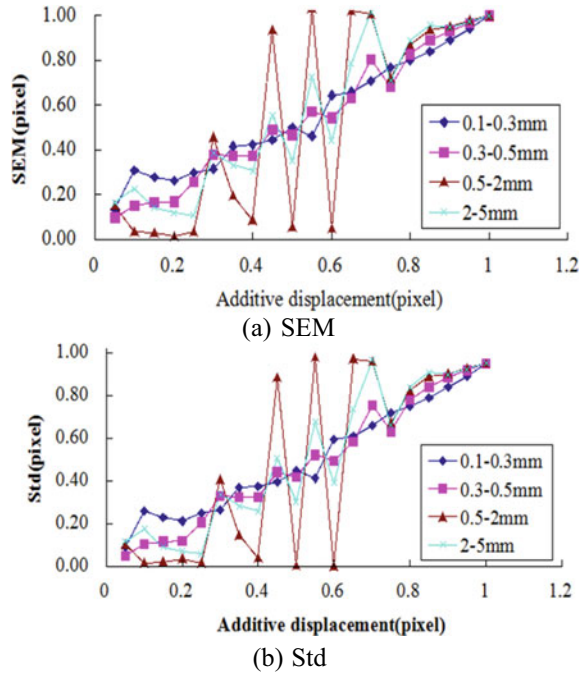 1.00
0.80
0.60
0.40
0.20
0.00
SEM(pixel)
0.1-0.3mm
0.3-0.5mm
0.5-2mm
2-5mm
0 0.2 0.4 0.6 0.8 1 1.2
Additive displacement(pixel)
(a) SEM
1.00
0.80
0.60
0.40
0.20
0.00
Std(pixel)
0.1-0.3mm
0.3-0.5mm
0.5-2mm
2-5mm
0 0.2 0.4 0.6 0.8 1 1.2
Additive displacement(pixel)
(b) Std